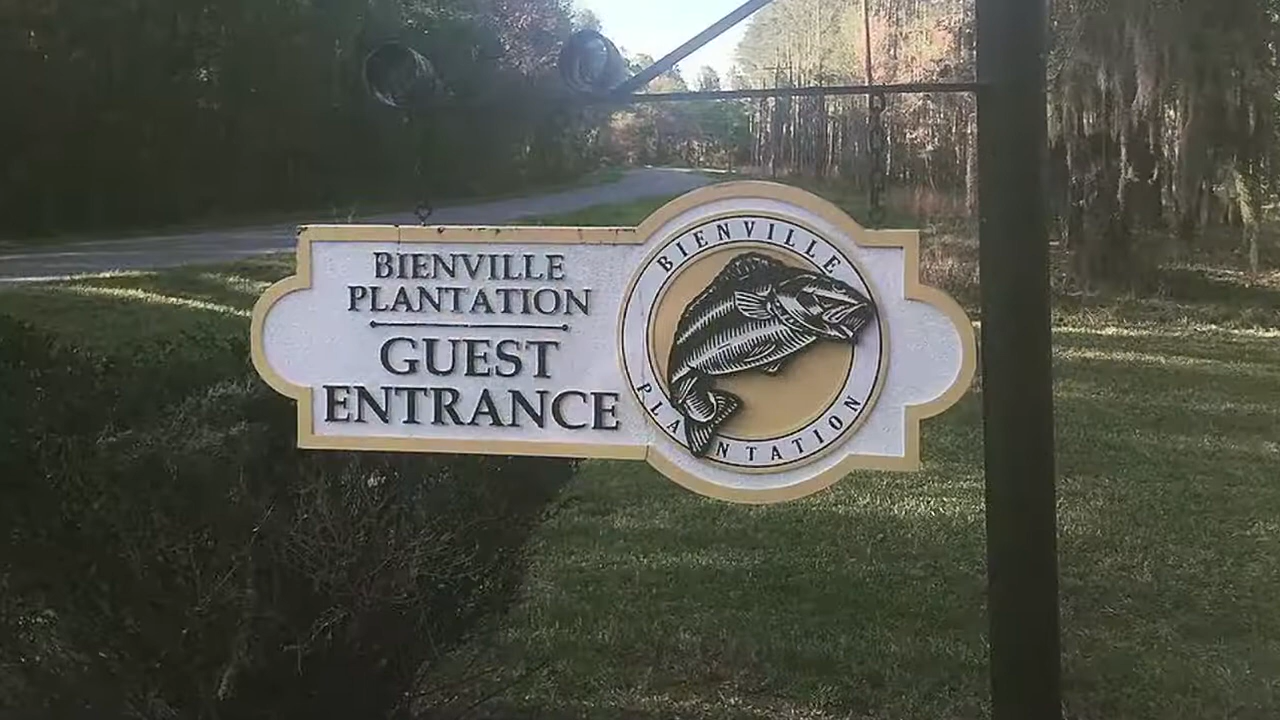 BIENVILLE
PLANTATION
GUEST
ENTRANCE
BIENVILLE
PLANTATION